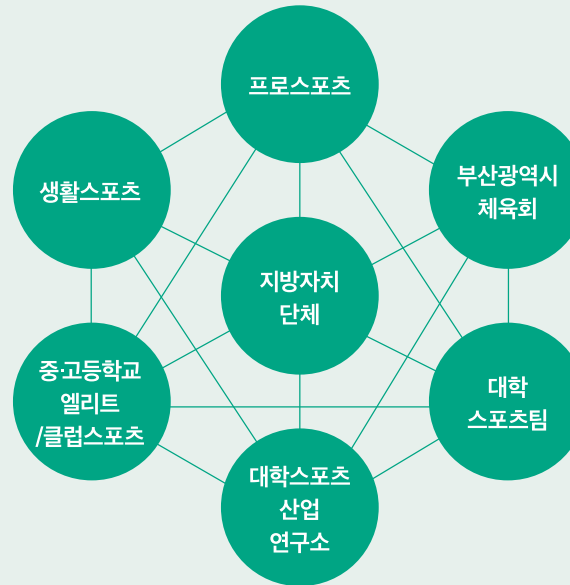 프로스포츠
생활스포츠
부산광역시
체육회
지방자치
단체
중·고등학교
엘리트
/클럽스포츠
대학
스포츠팀
대학스포츠
산업
연구소